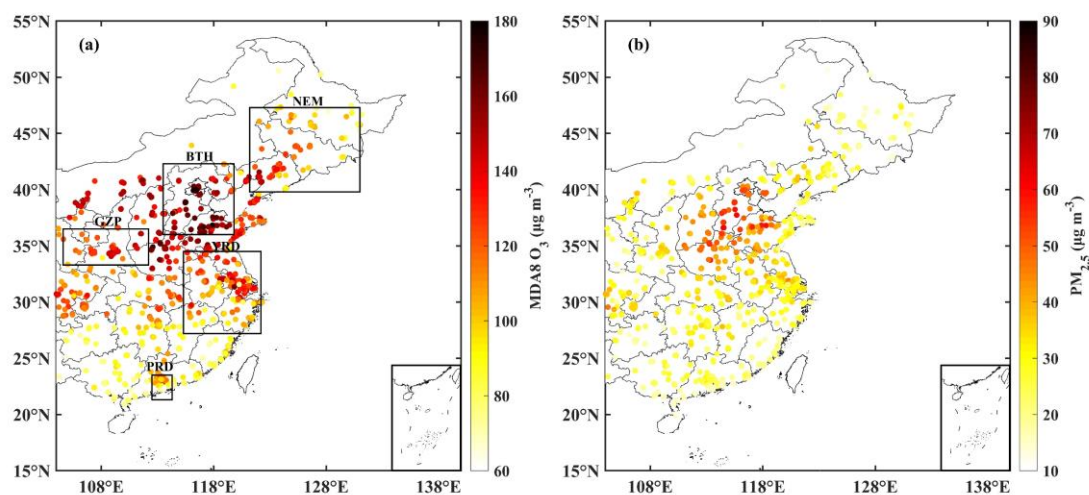 (a)
55°N
50°N
45°N
40°N
35°N
30°N
25°N
20°N
15°N
108°E 118°E 128°E 138°E
NEM
BTH
GZP
YRD
PRD
180
160
140
120
100
80
60
MDA8 O₃ (µg m⁻³)
(b)
55°N
50°N
45°N
40°N
35°N
30°N
25°N
20°N
15°N
108°E 118°E 128°E 138°E
90
80
70
60
50
40
30
20
10
PM₂.₅ (µg m⁻³)